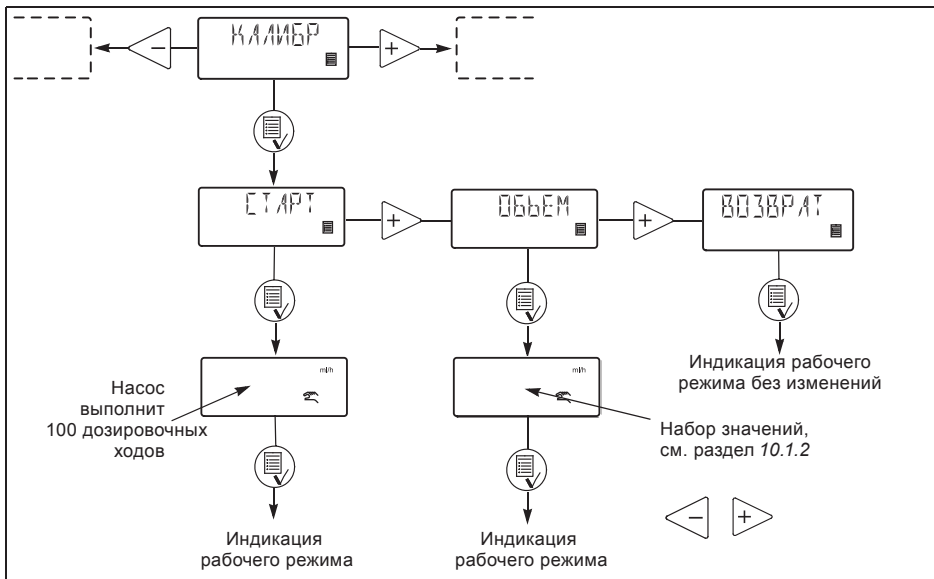 КАЛИБР
СТАРТ
ОБЬЕМ
ВОЗВРАТ
ml/h
ml/h
Насос
выполнит
100 дозировочных
ходов
Индикация рабочего
режима без изменений
Набор значений,
см. раздел 10.1.2
Индикация
рабочего режима
Индикация
рабочего режима